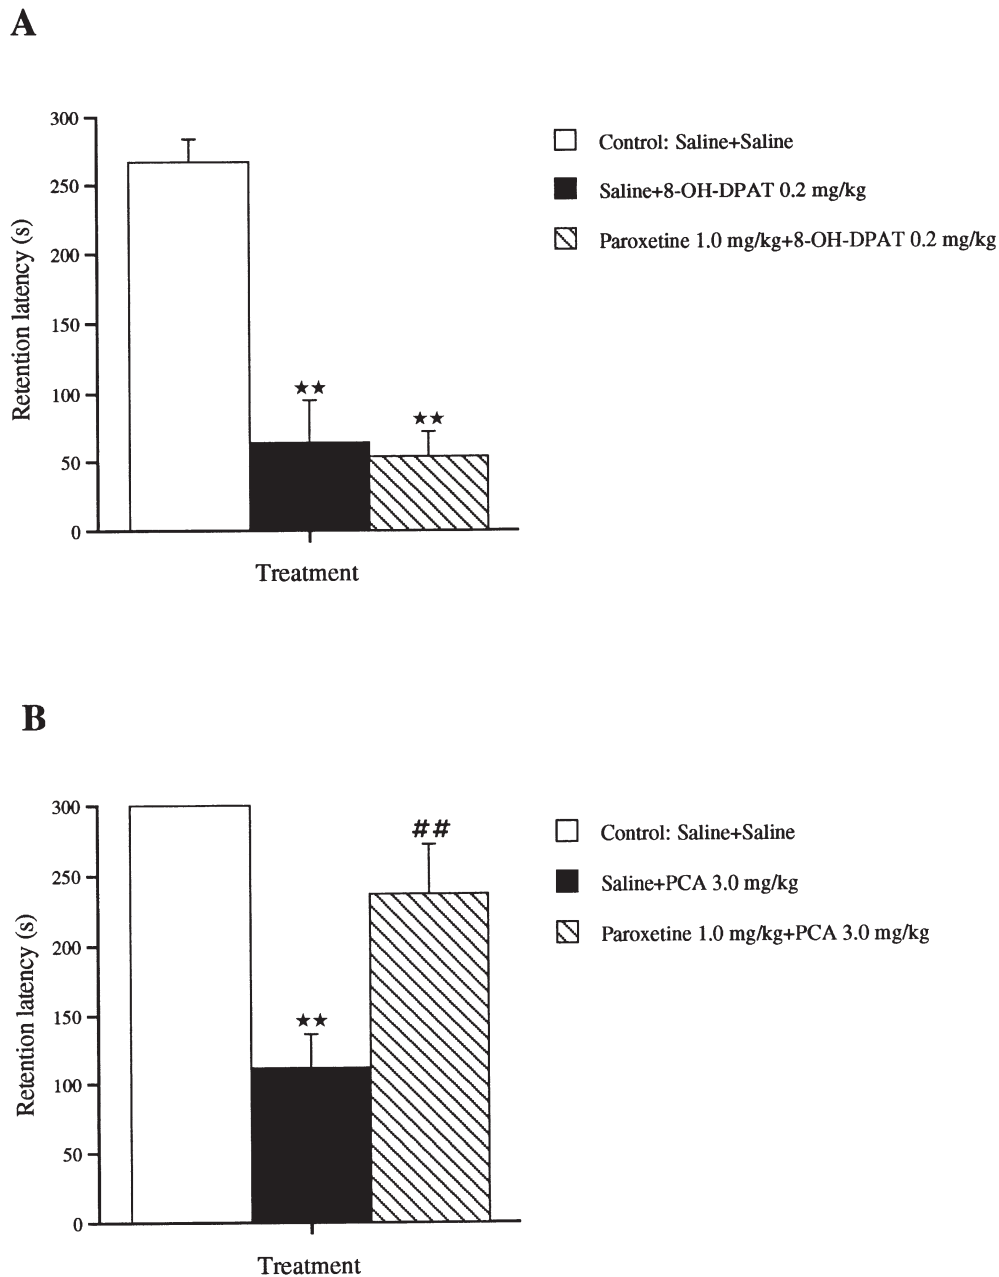 A
300
250
200
150
100
50
0
Retention latency (s)
★★
★★
Treatment
Control: Saline+Saline
Saline+8-OH-DPAT 0.2 mg/kg
Paroxetine 1.0 mg/kg+8-OH-DPAT 0.2 mg/kg
B
300
250
200
150
100
50
0
Retention latency (s)
★★
##
Treatment
Control: Saline+Saline
Saline+PCA 3.0 mg/kg
Paroxetine 1.0 mg/kg+PCA 3.0 mg/kg